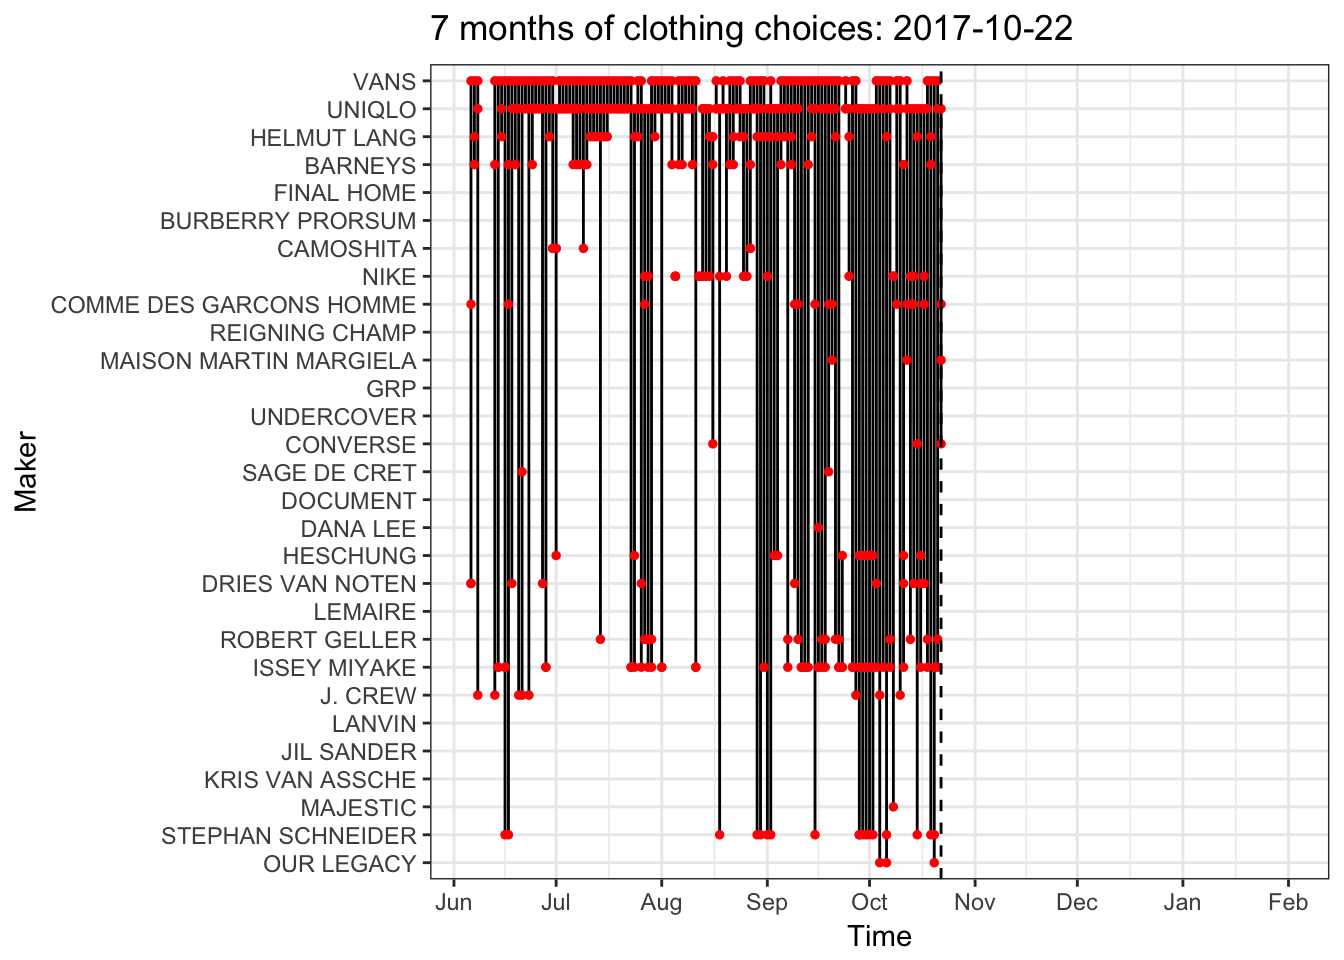 7 months of clothing choices: 2017-10-22
VANS
UNIQLO
HELMUT LANG
BARNEYS
FINAL HOME
BURBERRY PRORSUM
CAMOSHITA
NIKE
COMME DES GARCONS HOMME
REIGNING CHAMP
MAISON MARTIN MARGIELA
GRP
UNDERCOVER
CONVERSE
SAGE DE CRET
DOCUMENT
DANA LEE
HESCHUNG
DRIES VAN NOTEN
LEMAIRE
ROBERT GELLER
ISSEY MIYAKE
J. CREW
LANVIN
JIL SANDER
KRIS VAN ASSCHE
MAJESTIC
STEPHAN SCHNEIDER
OUR LEGACY
Maker
Jun Jul Aug Sep Oct Nov Dec Jan Feb
Time